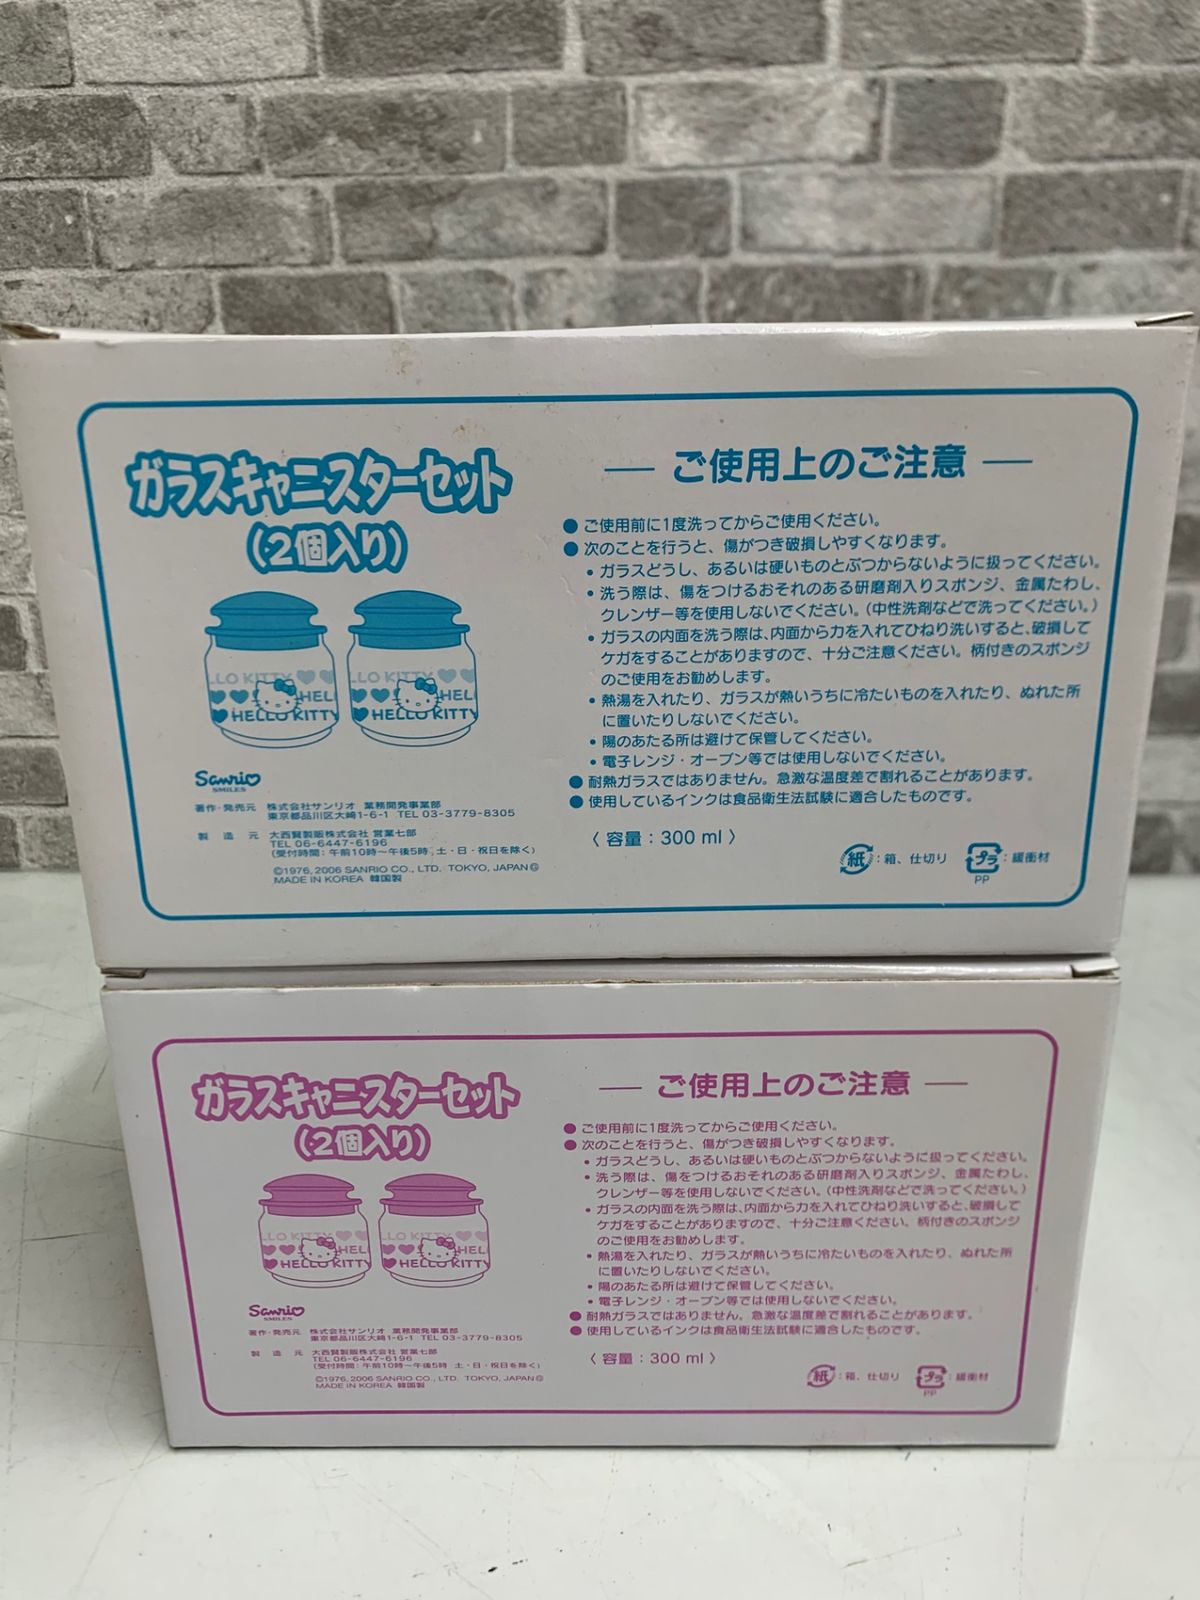 ガラスキャニスターセット
(2個入り)
LLO KITTY
HELL
HELLO KITTY
LLO KITTY
HELL
HELLO KITTY
Sanrio
SMILES
著作・発売元 株式会社サンリオ 業務開発事業部
東京都品川区大崎1-6-1 TEL 03-3779-8305
製造元 大西賢製販株式会社 営業七部
TEL 06-6447-6196
(受付時間:午前10時〜午後5時 土・日・祝日を除く)
©1976, 2006 SANRIO CO., LTD. TOKYO, JAPAN Ⓖ
MADE IN KOREA 韓国製
― ご使用上のご注意 ―
●ご使用前に1度洗ってからご使用ください。
●次のことを行うと、傷がつき破損しやすくなります。
・ガラスどうし、あるいは硬いものとぶつからないように扱ってください。
・洗う際は、傷をつけるおそれのある研磨剤入りスポンジ、金属たわし、
クレンザー等を使用しないでください。(中性洗剤などで洗ってください。)
・ガラスの内面を洗う際は、内面から力を入れてひねり洗いすると、破損して
ケガをすることがありますので、十分ご注意ください。柄付きのスポンジ
のご使用をお勧めします。
・熱湯を入れたり、ガラスが熱いうちに冷たいものを入れたり、ぬれた所
に置いたりしないでください。
・陽のあたる所は避けて保管してください。
・電子レンジ・オーブン等では使用しないでください。
●耐熱ガラスではありません。急激な温度差で割れることがあります。
●使用しているインクは食品衛生法試験に適合したものです。
〈 容量:300 ml 〉
紙:箱、仕切り プラ:緩衝材
PP
ガラスキャニスターセット
(2個入り)
LLO KITTY
HELL
HELLO KITTY
LLO KITTY
HELL
HELLO KITTY
Sanrio
SMILES
著作・発売元 株式会社サンリオ 業務開発事業部
東京都品川区大崎1-6-1 TEL 03-3779-8305
製造元 大西賢製販株式会社 営業七部
TEL 06-6447-6196
(受付時間:午前10時〜午後5時 土・日・祝日を除く)
©1976, 2006 SANRIO CO., LTD. TOKYO, JAPAN Ⓖ
MADE IN KOREA 韓国製
― ご使用上のご注意 ―
●ご使用前に1度洗ってからご使用ください。
●次のことを行うと、傷がつき破損しやすくなります。
・ガラスどうし、あるいは硬いものとぶつからないように扱ってください。
・洗う際は、傷をつけるおそれのある研磨剤入りスポンジ、金属たわし、
クレンザー等を使用しないでください。(中性洗剤などで洗ってください。)
・ガラスの内面を洗う際は、内面から力を入れてひねり洗いすると、破損して
ケガをすることがありますので、十分ご注意ください。柄付きのスポンジ
のご使用をお勧めします。
・熱湯を入れたり、ガラスが熱いうちに冷たいものを入れたり、ぬれた所
に置いたりしないでください。
・陽のあたる所は避けて保管してください。
・電子レンジ・オーブン等では使用しないでください。
●耐熱ガラスではありません。急激な温度差で割れることがあります。
●使用しているインクは食品衛生法試験に適合したものです。
〈 容量:300 ml 〉
紙:箱、仕切り プラ:緩衝材
PP